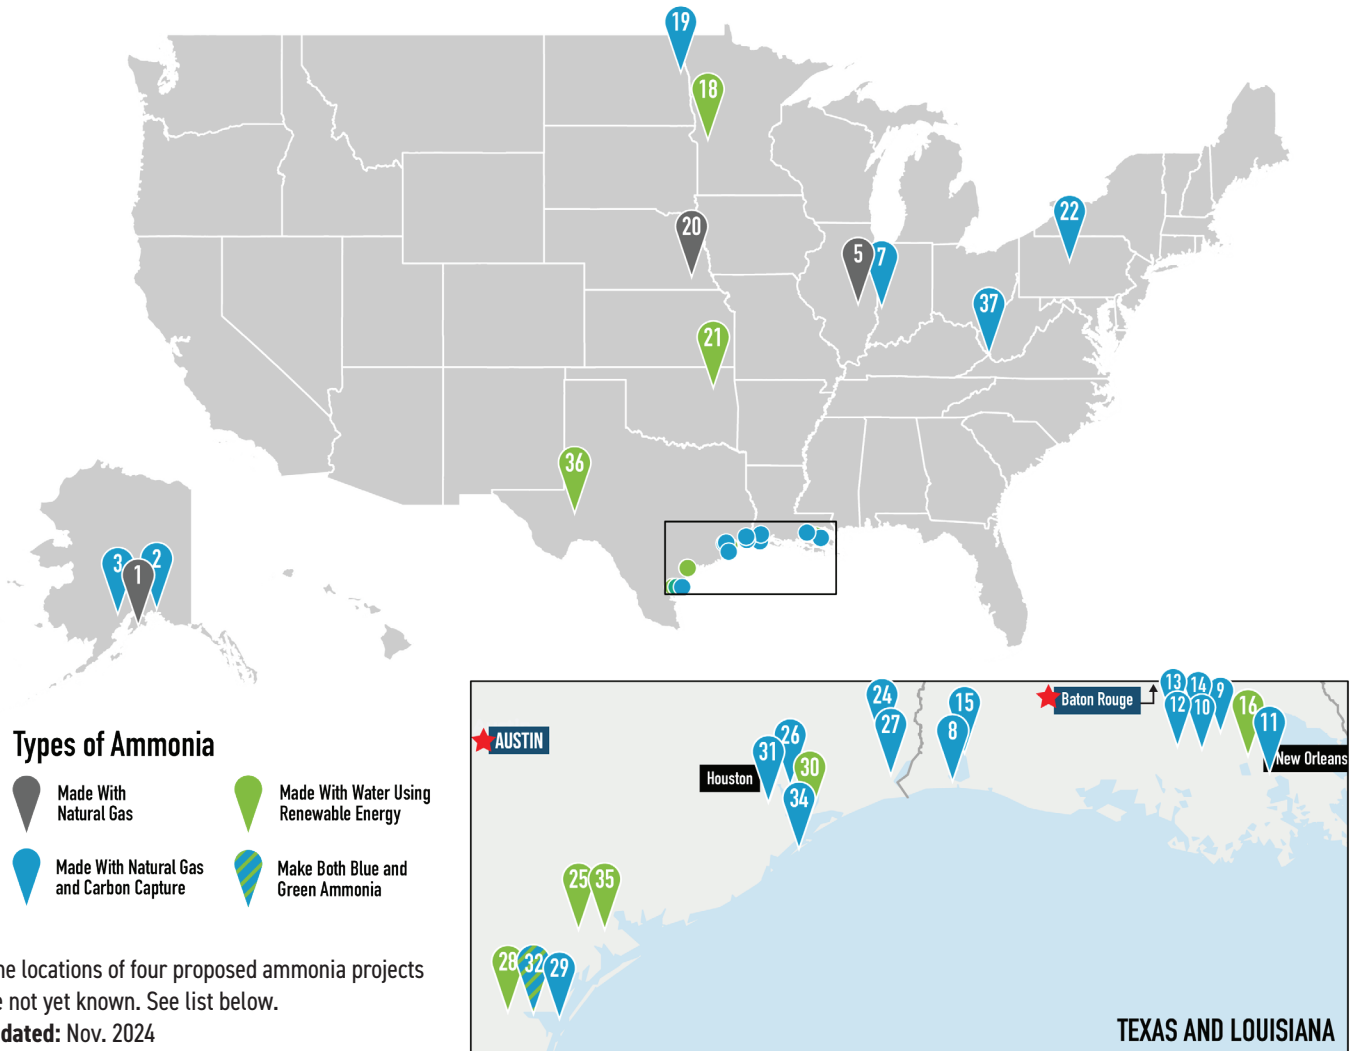 19
18
22
20
5
7
37
21
36
3
1
2
Types of Ammonia
Made With
Natural Gas
Made With Water Using
Renewable Energy
Made With Natural Gas
and Carbon Capture
Make Both Blue and
Green Ammonia
he locations of four proposed ammonia projects
e not yet known. See list below.
dated: Nov. 2024
13
14
9
24
15
Baton Rouge
12
10
16
27
8
11
AUSTIN
26
31
New Orleans
Houston
30
34
25
35
28
32
29
TEXAS AND LOUISIANA